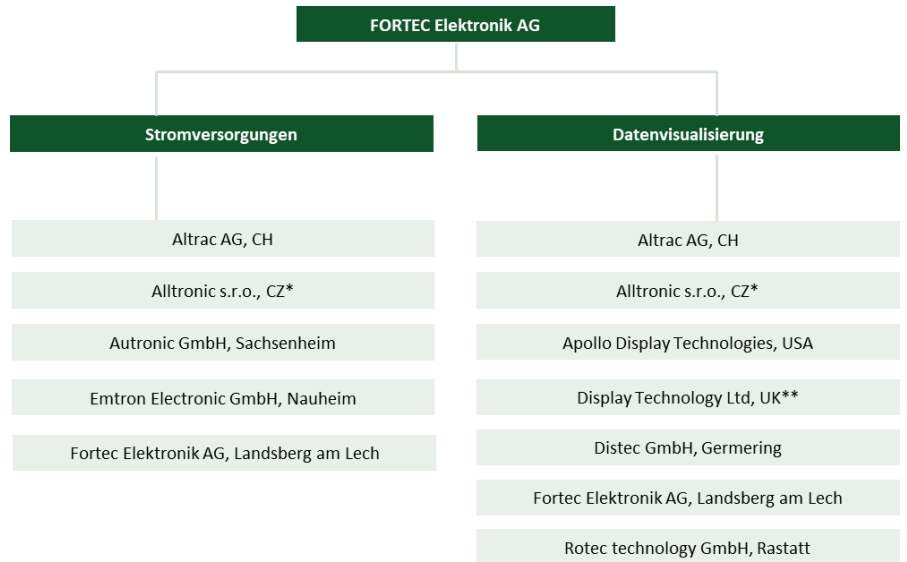 FORTEC Elektronik AG
Stromversorgungen
Altrac AG, CH
Alltronic s.r.o., CZ*
Autronic GmbH, Sachsenheim
Emtron Electronic GmbH, Nauheim
Fortec Elektronik AG, Landsberg am Lech
Datenvisualisierung
Altrac AG, CH
Alltronic s.r.o., CZ*
Apollo Display Technologies, USA
Display Technology Ltd, UK**
Distec GmbH, Germering
Fortec Elektronik AG, Landsberg am Lech
Rotec technology GmbH, Rastatt